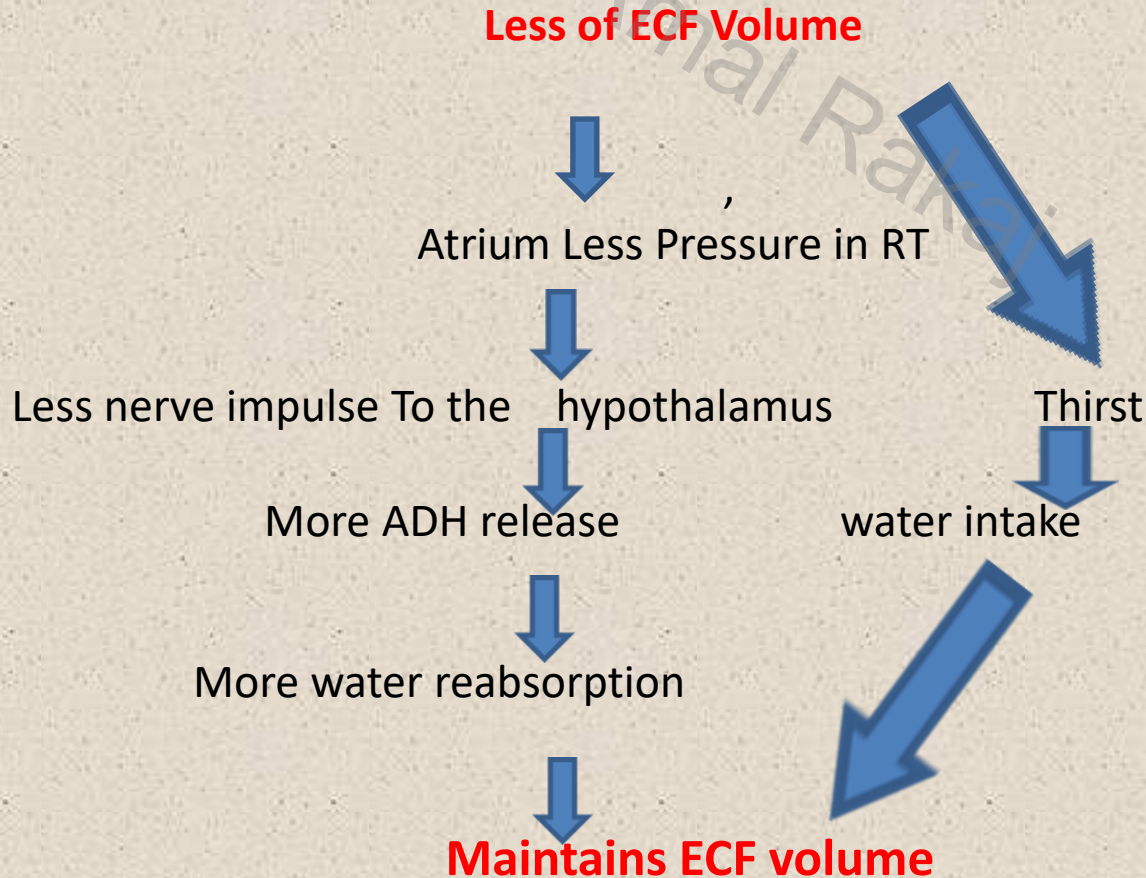 Less of ECF Volume
,
Atrium Less Pressure in RT
Less nerve impulse To the hypothalamus
Thirst
More ADH release
water intake
More water reabsorption
Maintains ECF volume